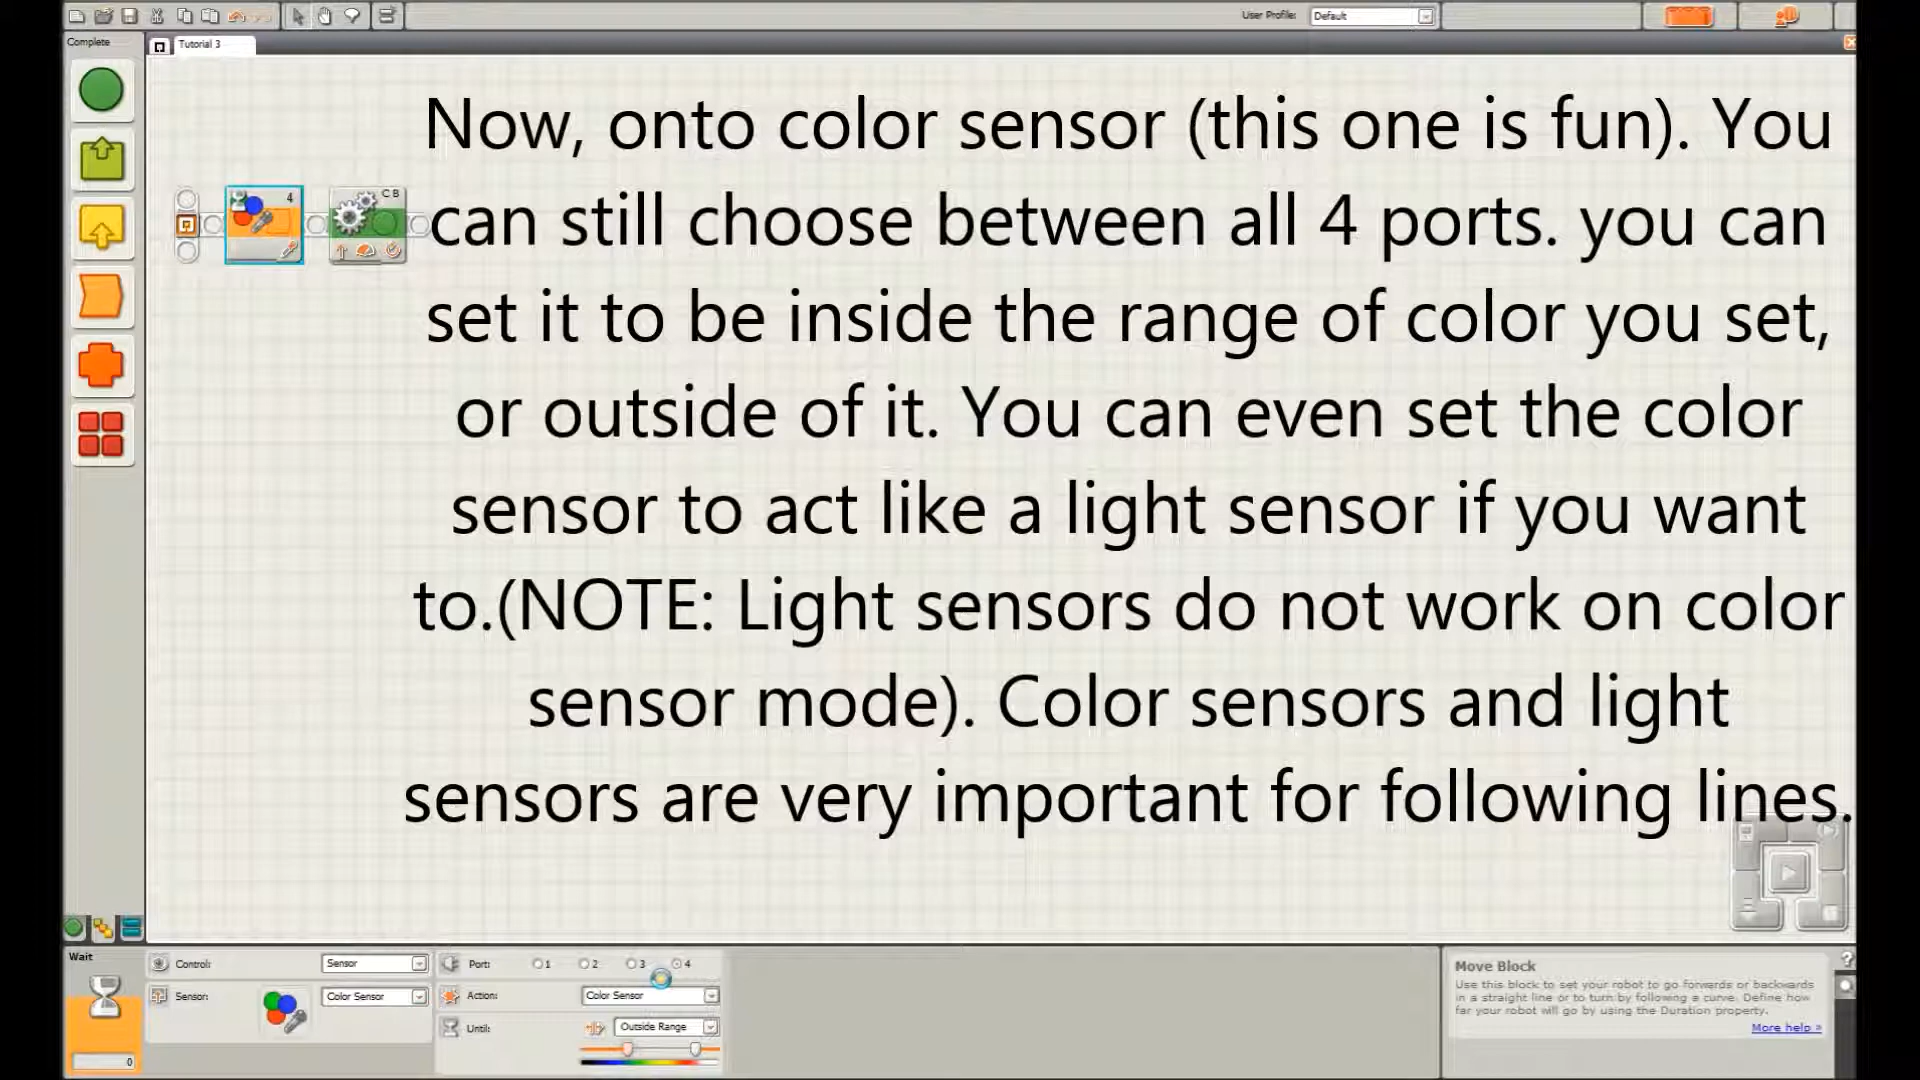 User Profile: Default
Complete
Tutorial 3
Now, onto color sensor (this one is fun). You
can still choose between all 4 ports. you can
set it to be inside the range of color you set,
or outside of it. You can even set the color
sensor to act like a light sensor if you want
to.(NOTE: Light sensors do not work on color
sensor mode). Color sensors and light
sensors are very important for following lines.
4
C B
Wait
0
Control: Sensor
Sensor: Color Sensor
Port: 1 2 3 4
Action: Color Sensor
Until: Outside Range
Move Block
Use this block to set your robot to go forwards or backwards
in a straight line or to turn by following a curve. Define how
far your robot will go by using the Duration property.
More help »
?